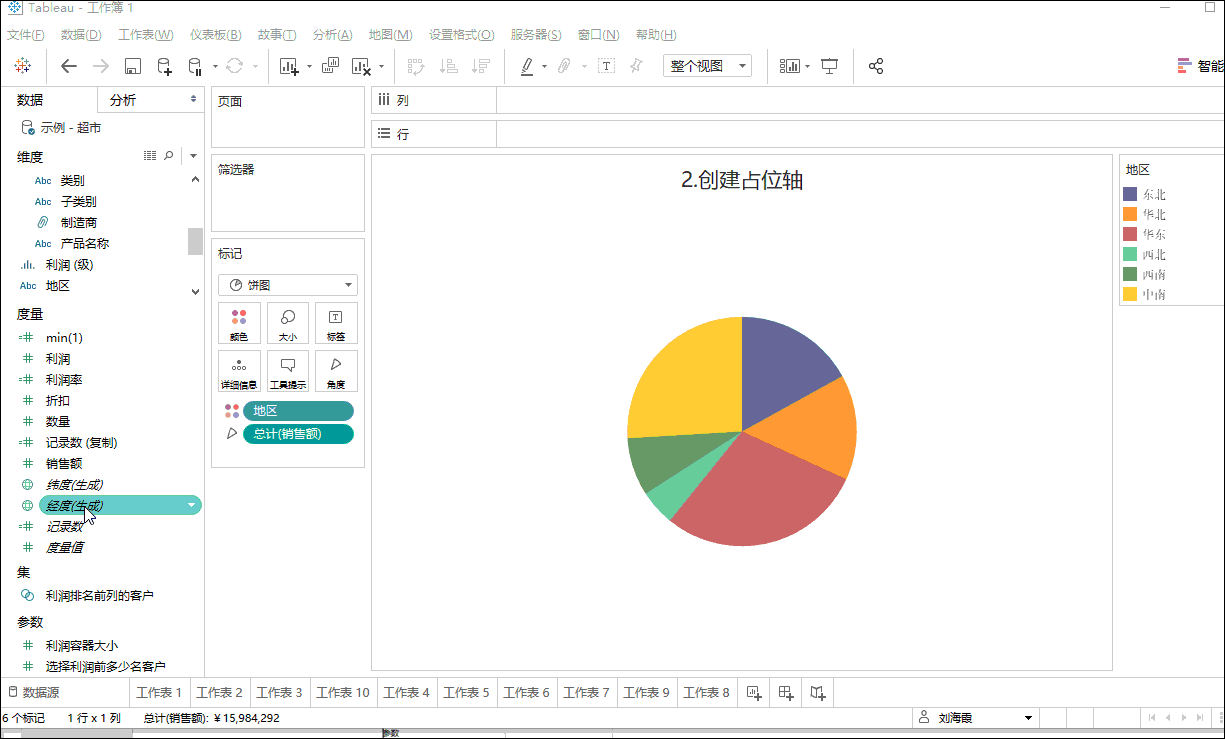 Tableau - 工作簿 1
文件(F) 数据(D) 工作表(W) 仪表板(B) 故事(T) 分析(A) 地图(M) 设置格式(O) 服务器(S) 窗口(N) 帮助(H)
整个视图
智能
数据
分析
示例 - 超市
维度
Abc 类别
Abc 子类别
制造商
Abc 产品名称
利润 (级)
Abc 地区
度量
min(1)
利润
利润率
折扣
数量
记录数 (复制)
销售额
纬度(生成)
经度(生成)
记录数
度量值
集
利润排名前列的客户
参数
利润容器大小
选择利润前多少名客户
页面
筛选器
标记
饼图
颜色
大小
标签
详细信息
工具提示
角度
地区
总计(销售额)
列
行
2.创建占位轴
地区
东北
华北
华东
西北
西南
中南
数据源
工作表 1
工作表 2
工作表 3
工作表 10
工作表 4
工作表 5
工作表 6
工作表 7
工作表 9
工作表 8
6 个标记 1 行 x 1 列 总计(销售额): ¥ 15,984,292
刘海霞
参数